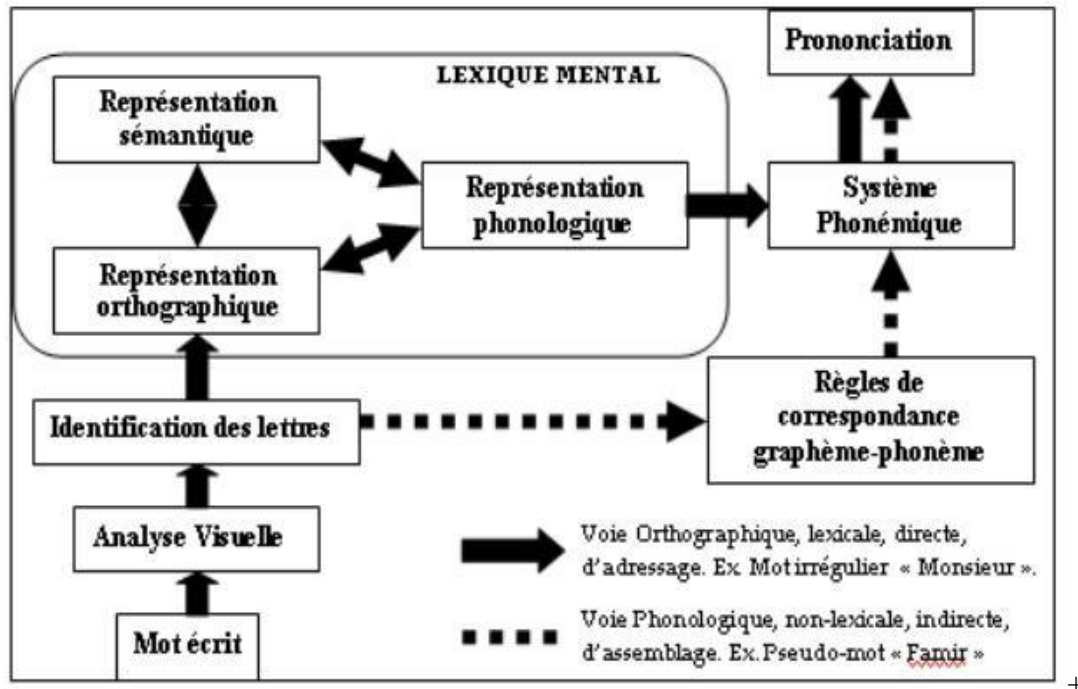 Prononciation
LEXIQUE MENTAL
Représentation
sémantique
Représentation
phonologique
Système
Phonémique
Représentation
orthographique
Règles de
correspondance
graphème-phonème
Identification des lettres
Analyse Visuelle
Mot écrit
Voie Orthographique, lexicale, directe,
d'adressage. Ex. Mot irrégulier « Monsieur ».
Voie Phonologique, non-lexicale, indirecte,
d'assemblage. Ex. Pseudo-mot « Famir »